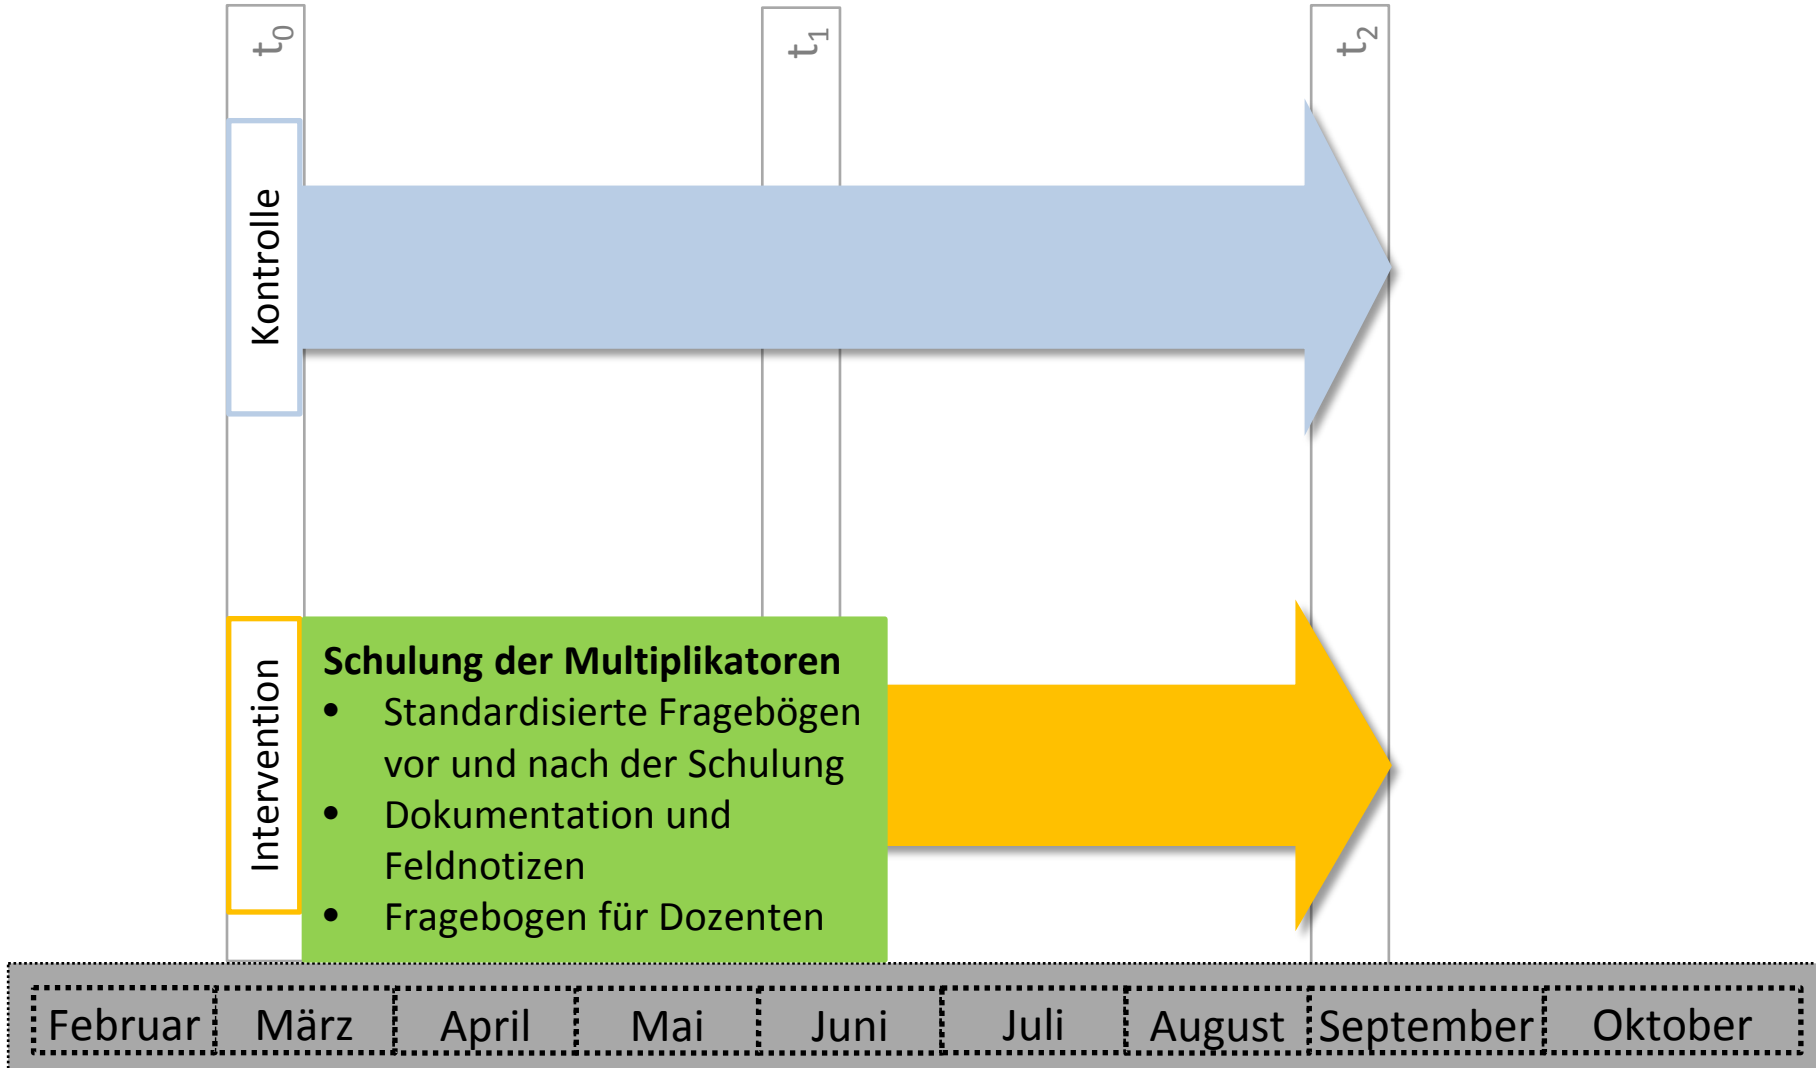 t0
t1
t2
Kontrolle
Intervention
Schulung der Multiplikatoren
• Standardisierte Fragebögen
vor und nach der Schulung
• Dokumentation und
Feldnotizen
• Fragebogen für Dozenten
Februar März April Mai Juni Juli August September Oktober